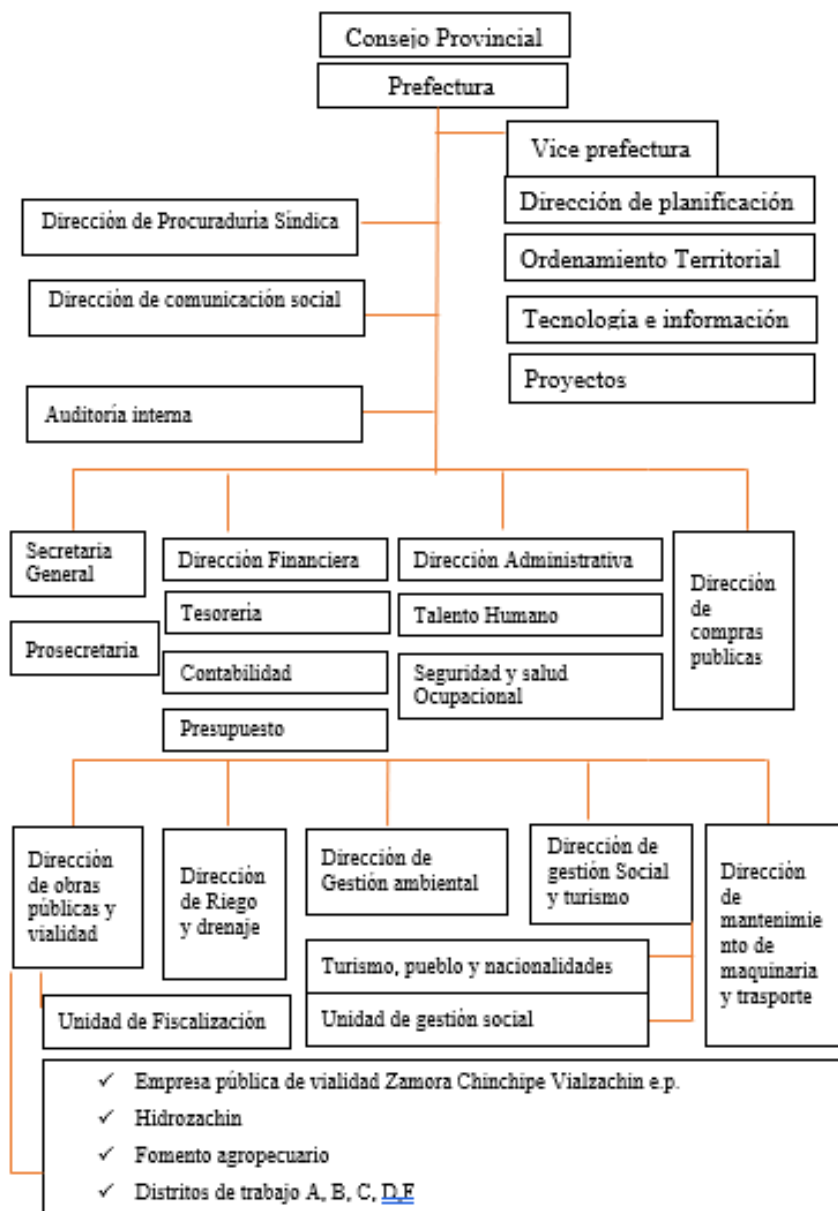 Consejo Provincial
Prefectura
Vice prefectura
Dirección de planificación
Dirección de Procuraduría Síndica
Ordenamiento Territorial
Dirección de comunicación social
Tecnología e información
Proyectos
Auditoría interna
Secretaria
General
Prosecretaría
Dirección Financiera
Tesorería
Contabilidad
Presupuesto
Dirección Administrativa
Talento Humano
Seguridad y salud
Ocupacional
Dirección
de
compras
publicas
Dirección
de obras
públicas y
vialidad
Dirección
de Riego
y drenaje
Dirección de
Gestión ambiental
Dirección de
gestión Social
y turismo
Dirección
de
mantenimie
nto de
maquinaria
y trasporte
Turismo, pueblo y nacionalidades
Unidad de gestión social
Unidad de Fiscalización
✓ Empresa pública de vialidad Zamora Chinchipe Vialzachin e.p.
✓ Hidrozachin
✓ Fomento agropecuario
✓ Distritos de trabajo A, B, C, D,E